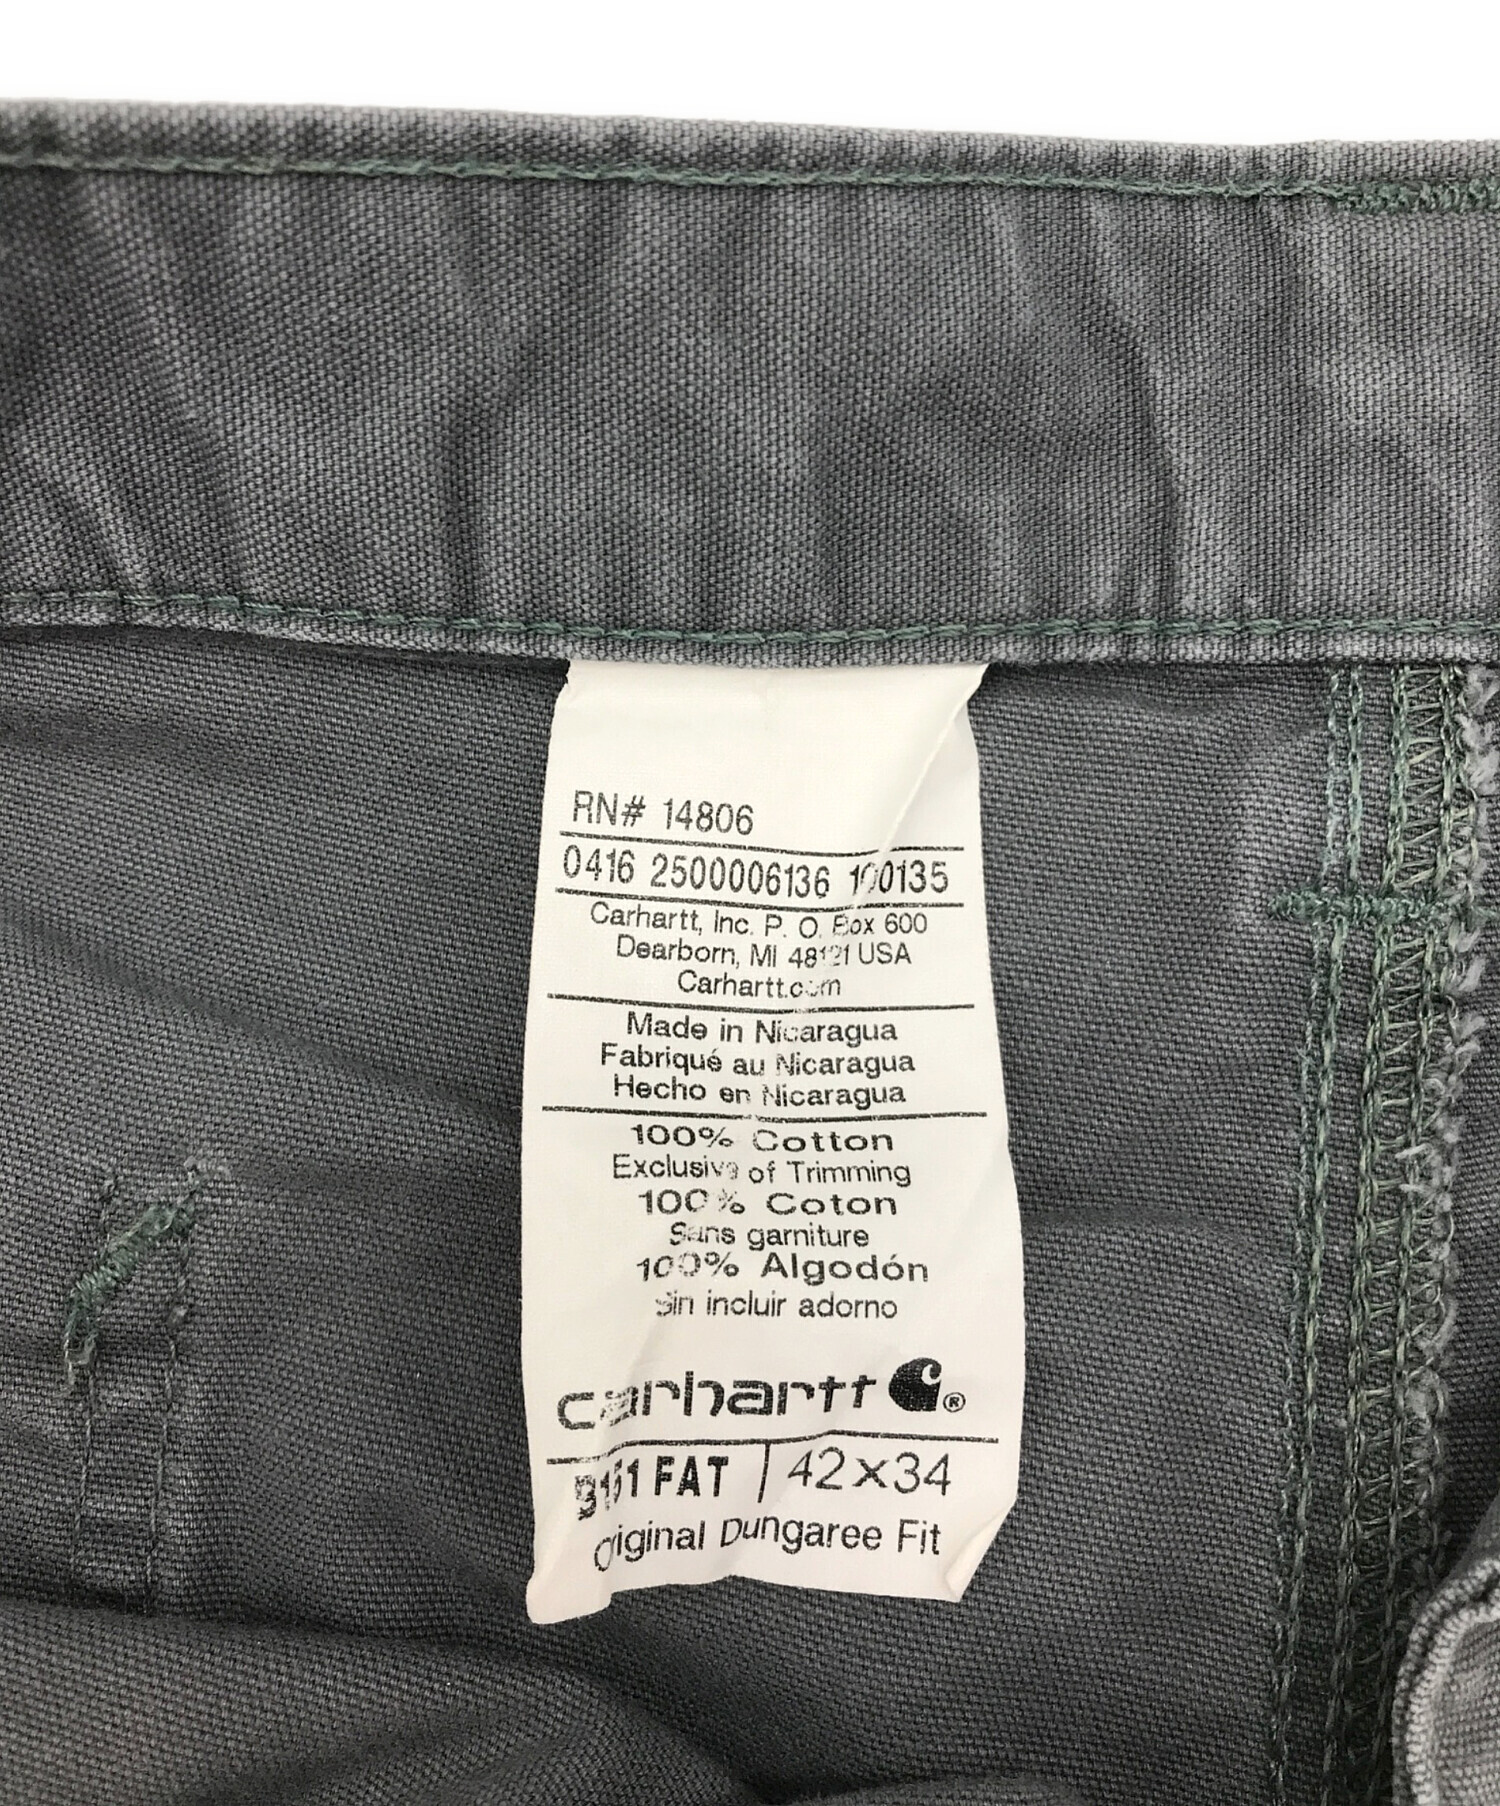 RN# 14806
0416 2500006136 100135
Carhartt, Inc. P. O. Box 600
Dearborn, MI 48121 USA
Carhartt.com
Made in Nicaragua
Fabriqué au Nicaragua
Hecho en Nicaragua
100% Cotton
Exclusive of Trimming
100% Coton
Sans garniture
100% Algodón
Sin incluir adorno
carhartt ®
B151 FAT | 42x34
Original Dungaree Fit